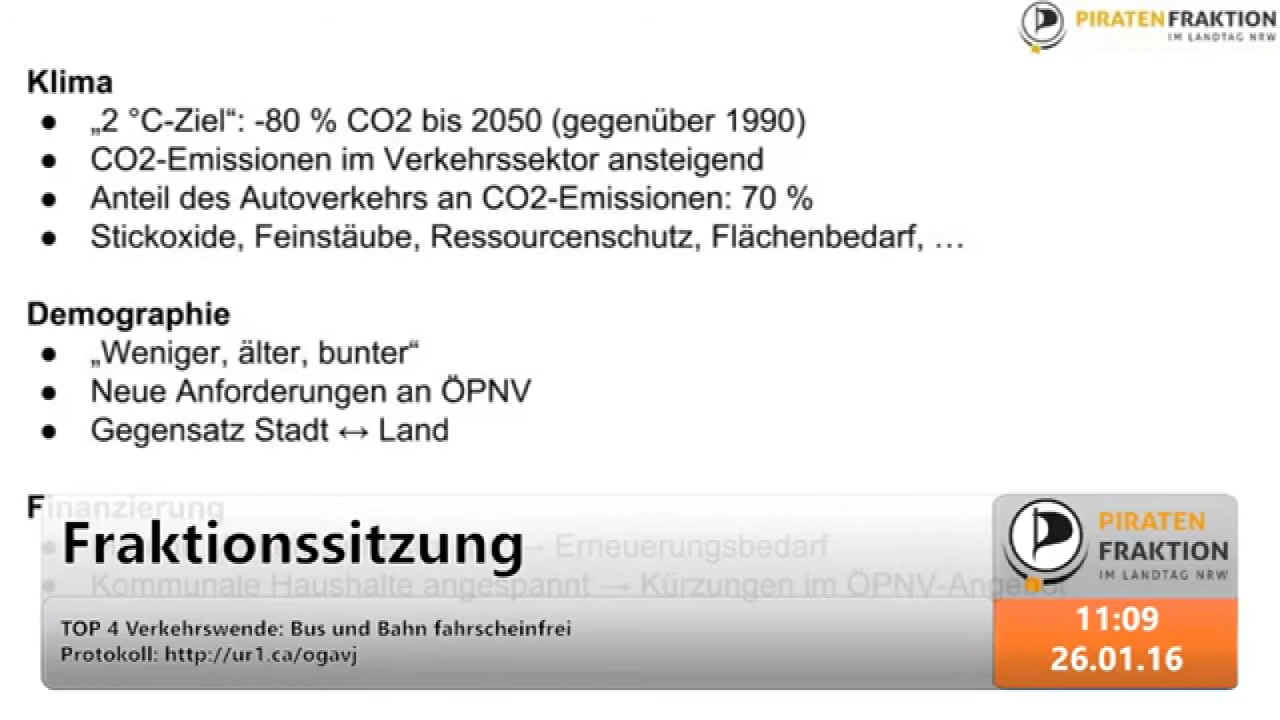 PIRATENFRAKTION
IM LANDTAG NRW
Klima
● „2 °C-Ziel“: -80 % CO2 bis 2050 (gegenüber 1990)
● CO2-Emissionen im Verkehrssektor ansteigend
● Anteil des Autoverkehrs an CO2-Emissionen: 70 %
● Stickoxide, Feinstäube, Ressourcenschutz, Flächenbedarf, …
Demographie
● „Weniger, älter, bunter“
● Neue Anforderungen an ÖPNV
● Gegensatz Stadt ↔ Land
Finanzierung
● → Erneuerungsbedarf
● Kommunale Haushalte angespannt → Kürzungen im ÖPNV-Angebot
Fraktionssitzung
TOP 4 Verkehrswende: Bus und Bahn fahrscheinfrei
Protokoll: http://ur1.ca/ogavj
PIRATEN
FRAKTION
IM LANDTAG NRW
11:09
26.01.16